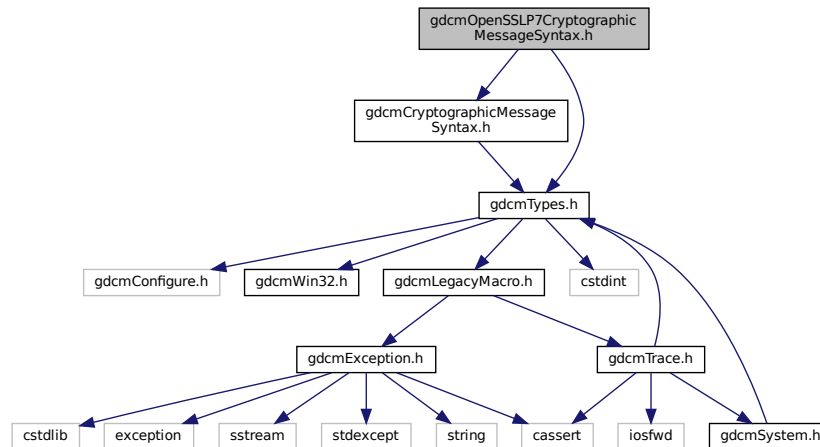 gdcmOpenSSLP7Cryptographic
MessageSyntax.h
gdcmCryptographicMessage
Syntax.h
gdcmTypes.h
gdcmConfigure.h
gdcmWin32.h
gdcmLegacyMacro.h
cstdint
gdcmException.h
gdcmTrace.h
cstdlib
exception
sstream
stdexcept
string
cassert
iosfwd
gdcmSystem.h